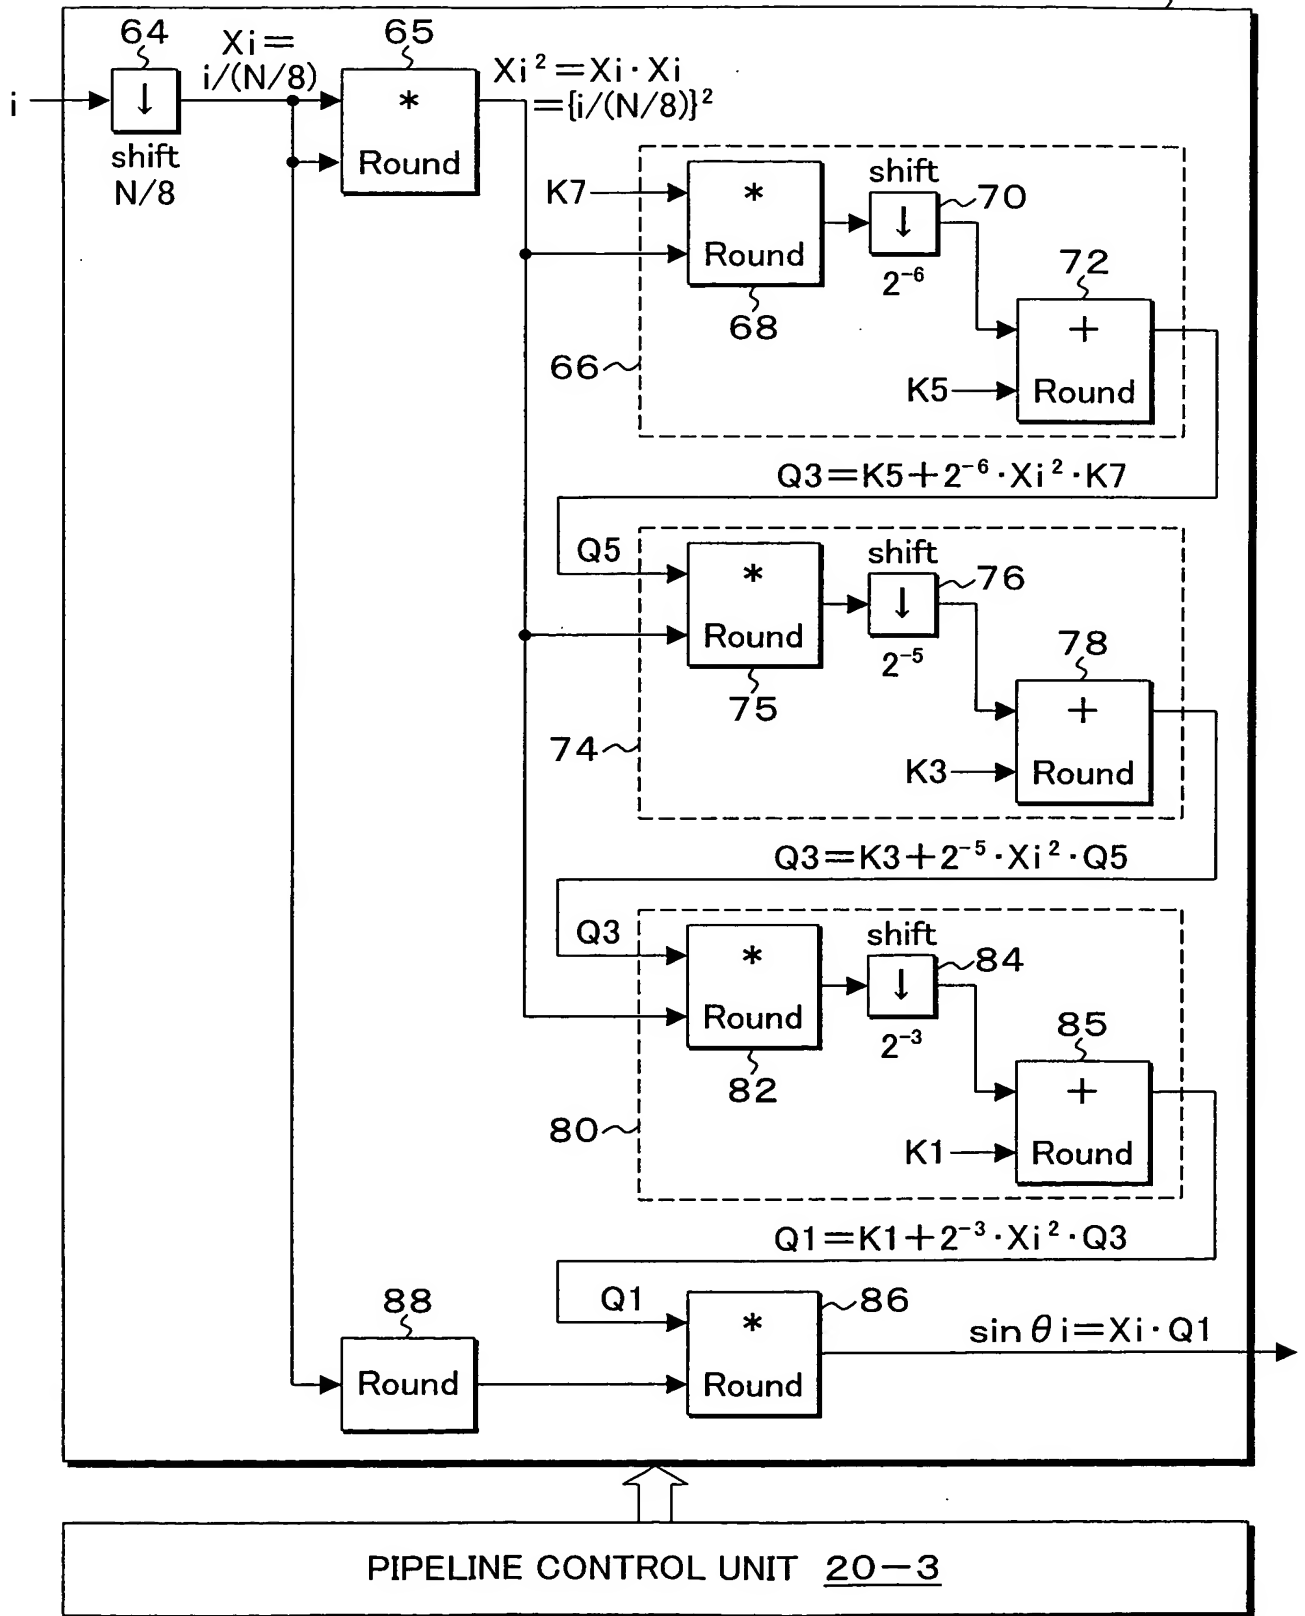 64
65
Xi=
i/(N/8)
Xi²=Xi·Xi
={i/(N/8)}²
i
↓
*
Round
shift
N/8
K7
*
Round
shift
70
↓
2⁻⁶
68
72
+
Round
66
K5
Q3=K5+2⁻⁶·Xi²·K7
Q5
*
Round
shift
76
↓
2⁻⁵
75
78
+
Round
74
K3
Q3=K3+2⁻⁵·Xi²·Q5
Q3
*
Round
shift
84
↓
2⁻³
82
85
+
Round
80
K1
Q1=K1+2⁻³·Xi²·Q3
88
Round
Q1
*
Round
86
sin θ i=Xi·Q1
PIPELINE CONTROL UNIT 20-3